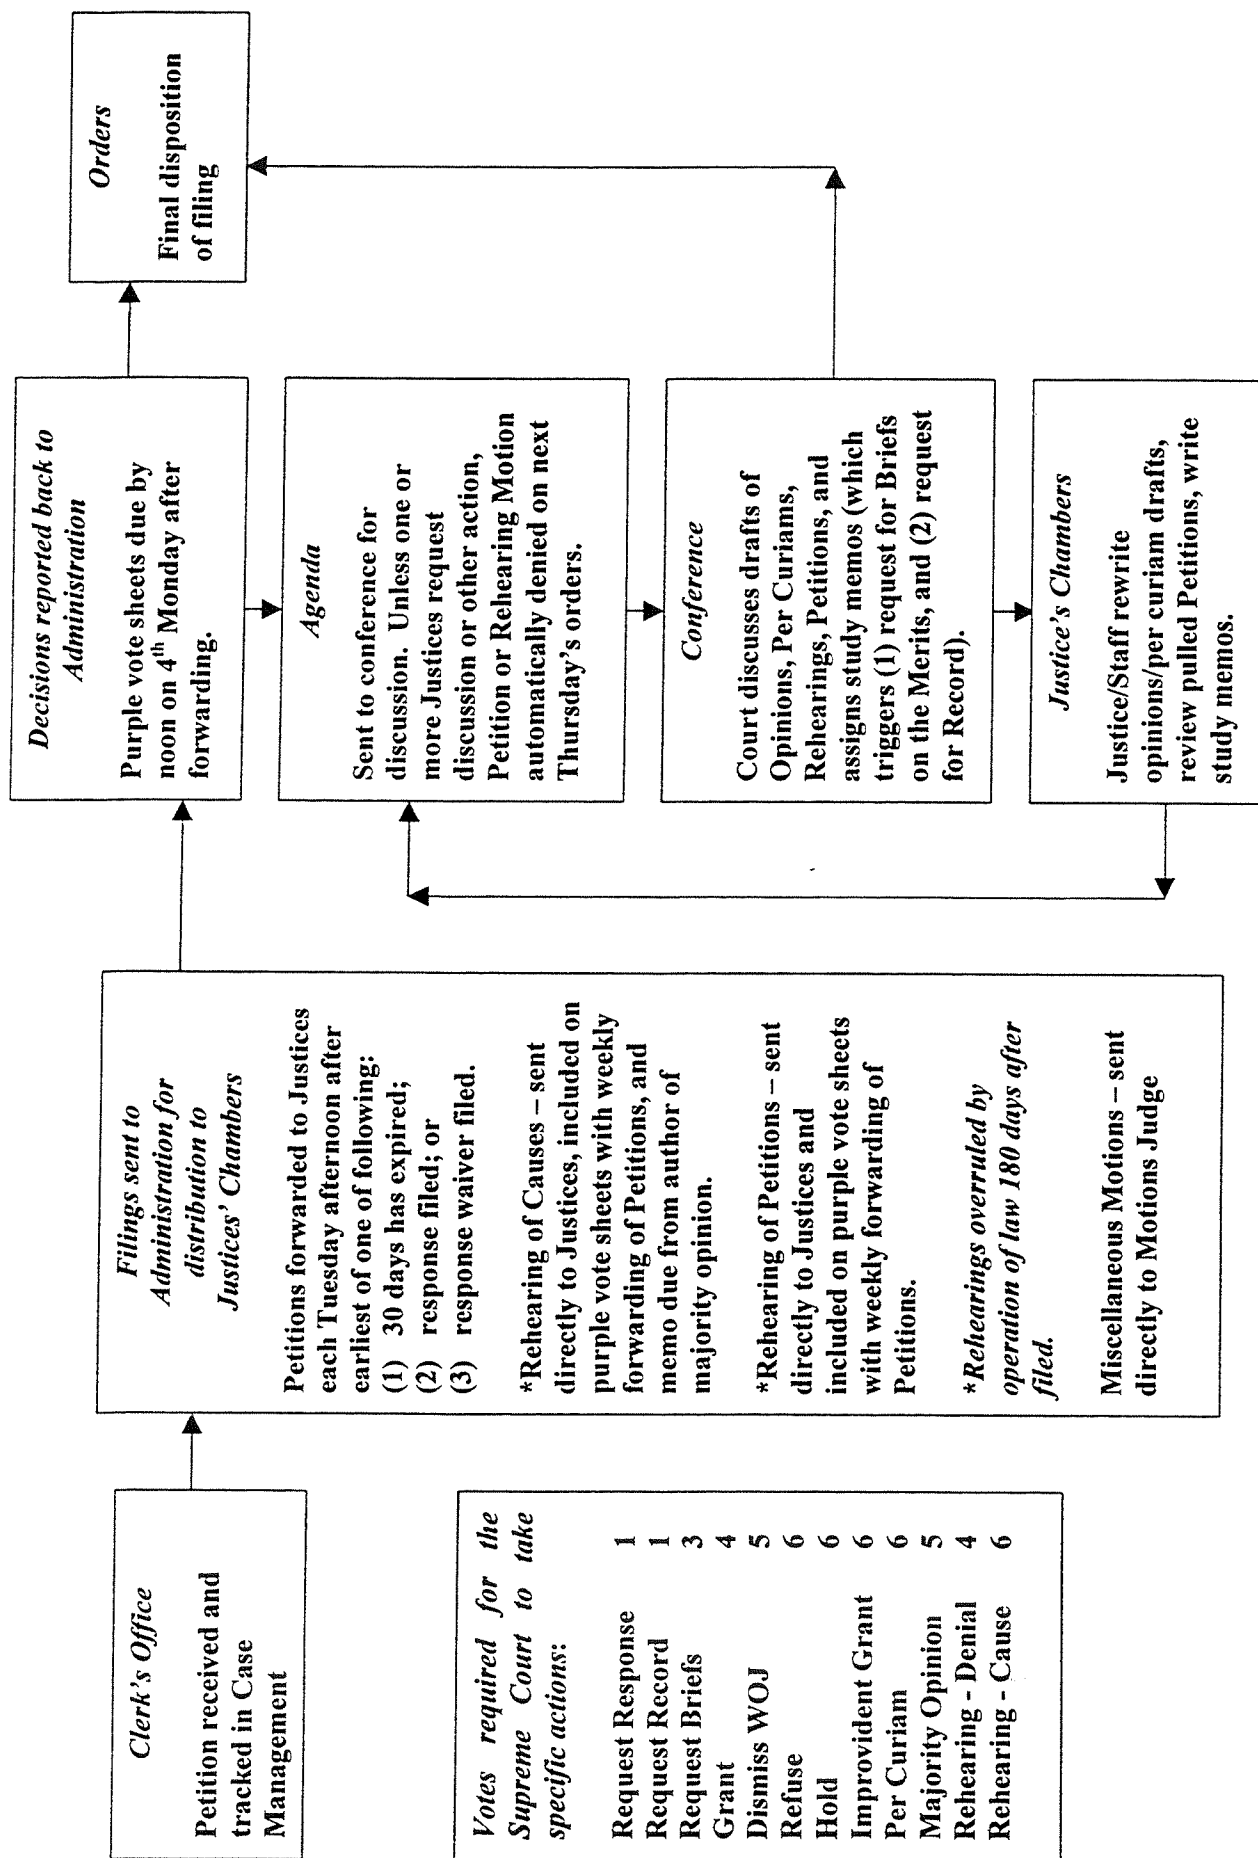 Clerk's Office
Petition received and
tracked in Case
Management
Votes required for the
Supreme Court to take
specific actions:
Request Response 1
Request Record 1
Request Briefs 3
Grant 4
Dismiss WOJ 5
Refuse 6
Hold 6
Improvident Grant 6
Per Curiam 6
Majority Opinion 5
Rehearing - Denial 4
Rehearing - Cause 6
Filings sent to
Administration for
distribution to
Justices' Chambers
Petitions forwarded to Justices
each Tuesday afternoon after
earliest of one of following:
(1) 30 days has expired;
(2) response filed; or
(3) response waiver filed.
*Rehearing of Causes – sent
directly to Justices, included on
purple vote sheets with weekly
forwarding of Petitions, and
memo due from author of
majority opinion.
*Rehearing of Petitions – sent
directly to Justices and
included on purple vote sheets
with weekly forwarding of
Petitions.
*Rehearings overruled by
operation of law 180 days after
filed.
Miscellaneous Motions – sent
directly to Motions Judge
Decisions reported back to
Administration
Purple vote sheets due by
noon on 4th Monday after
forwarding.
Agenda
Sent to conference for
discussion. Unless one or
more Justices request
discussion or other action,
Petition or Rehearing Motion
automatically denied on next
Thursday's orders.
Conference
Court discusses drafts of
Opinions, Per Curiams,
Rehearings, Petitions, and
assigns study memos (which
triggers (1) request for Briefs
on the Merits, and (2) request
for Record).
Justice's Chambers
Justice/Staff rewrite
opinions/per curiam drafts,
review pulled Petitions, write
study memos.
Orders
Final disposition
of filing